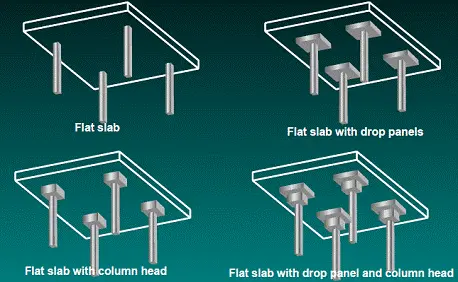 Flat slab
Flat slab with drop panels
Flat slab with column head
Flat slab with drop panel and column head